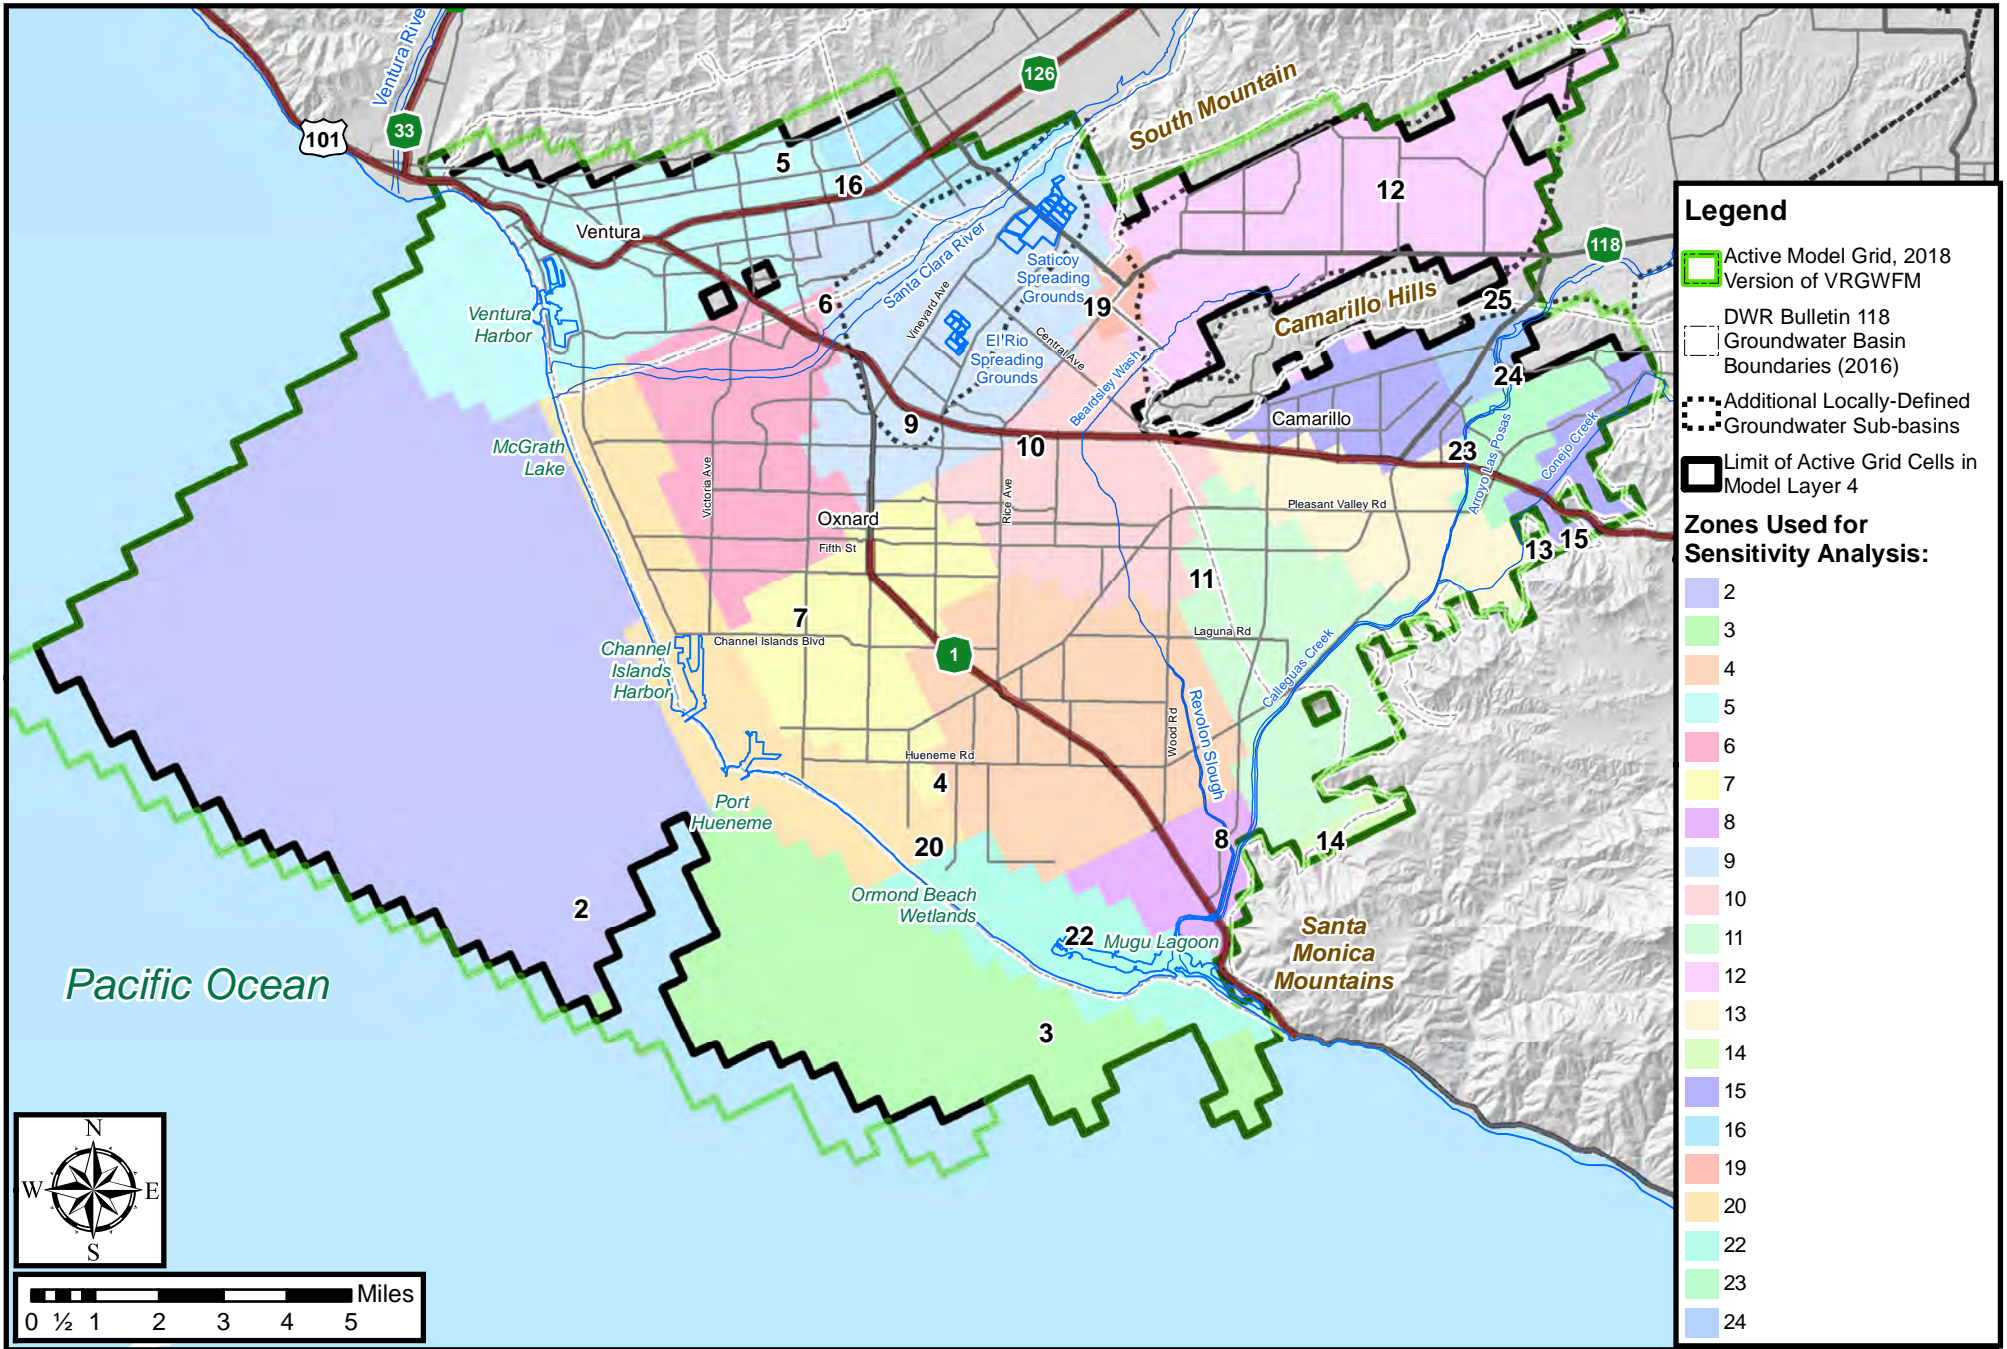 Ventura River
126
South Mountain
33
101
5
16
12
Ventura
Santa Clara River
118
Saticoy
Spreading
Grounds
Ventura
Harbor
6
Vineyard Ave
19
Camarillo Hills
25
El Rio
Spreading
Grounds
Central Ave
Beardsley Wash
24
9
Camarillo
McGrath
Lake
10
23
Arroyo Las Posas
Conejo Creek
Victoria Ave
Rice Ave
Pleasant Valley Rd
Oxnard
Fifth St
13
15
11
7
Channel Islands Blvd
Laguna Rd
Channel
Islands
Harbor
1
Calleguas Creek
Revolon Slough
Wood Rd
Hueneme Rd
4
Port
Hueneme
20
8
14
Ormond Beach
Wetlands
2
22
Mugu Lagoon
Santa
Monica
Mountains
Pacific Ocean
3
N
W
E
S
Miles
0 ½ 1 2 3 4 5
Legend
Active Model Grid, 2018
Version of VRGWFM
DWR Bulletin 118
Groundwater Basin
Boundaries (2016)
Additional Locally-Defined
Groundwater Sub-basins
Limit of Active Grid Cells in
Model Layer 4
Zones Used for
Sensitivity Analysis:
2
3
4
5
6
7
8
9
10
11
12
13
14
15
16
19
20
22
23
24